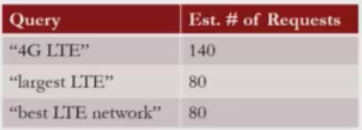 Query Est. # of Requests
“4G LTE” 140
“largest LTE” 80
“best LTE network” 80